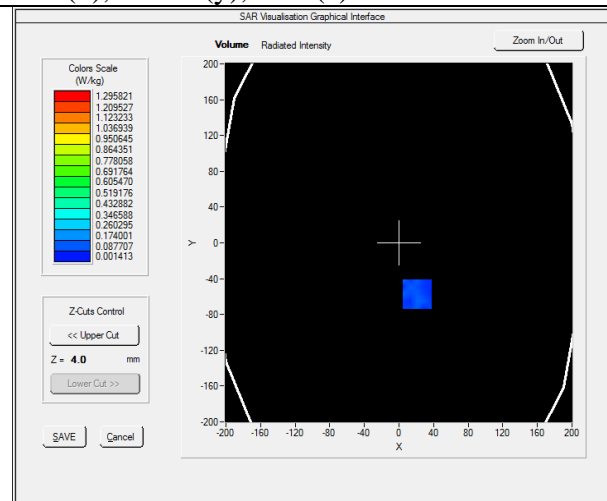 SAR Visualisation Graphical Interface
Volume Radiated Intensity
Zoom In/Out
Colors Scale
(W/kg)
1.295821
1.209527
1.123233
1.036939
0.950645
0.864351
0.778058
0.691764
0.605470
0.519176
0.432882
0.346588
0.260295
0.174001
0.087707
0.001413
Z-Cuts Control
<< Upper Cut
Z = 4.0 mm
Lower Cut >>
SAVE Cancel
200
160
120
80
40
0
-40
-80
-120
-160
-200
Y
-200 -160 -120 -80 -40 0 40 80 120 160 200
X